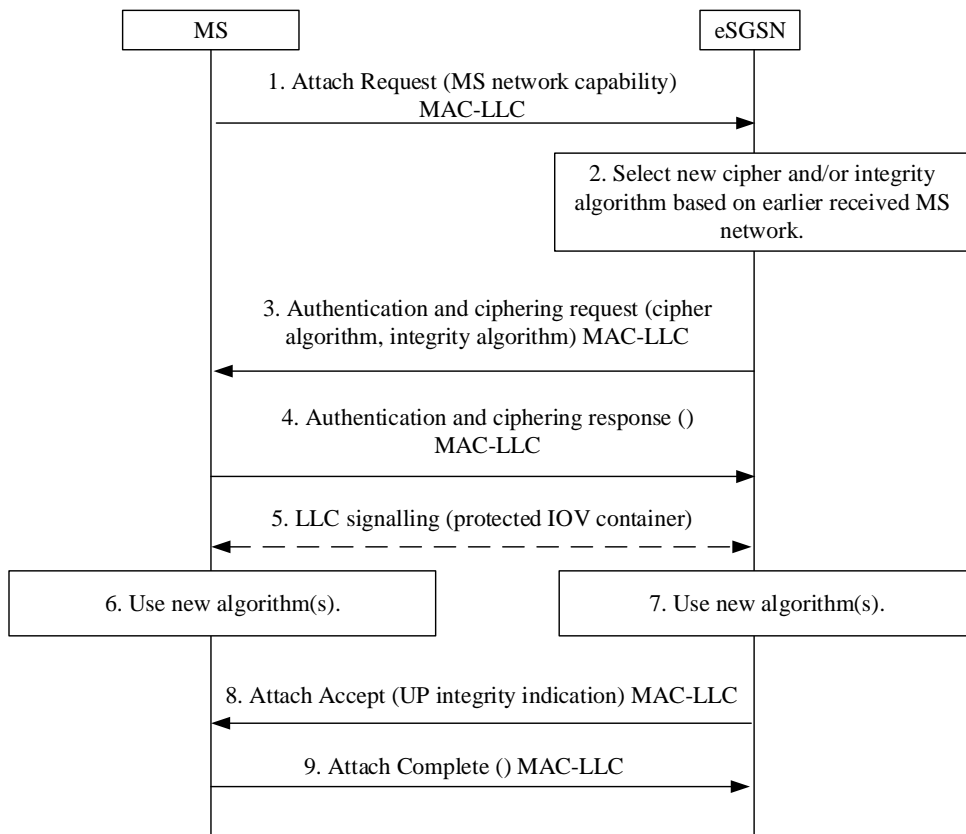 MS
eSGSN
1. Attach Request (MS network capability)
MAC-LLC
2. Select new cipher and/or integrity
algorithm based on earlier received MS
network.
3. Authentication and ciphering request (cipher
algorithm, integrity algorithm) MAC-LLC
4. Authentication and ciphering response ()
MAC-LLC
5. LLC signalling (protected IOV container)
6. Use new algorithm(s).
7. Use new algorithm(s).
8. Attach Accept (UP integrity indication) MAC-LLC
9. Attach Complete () MAC-LLC